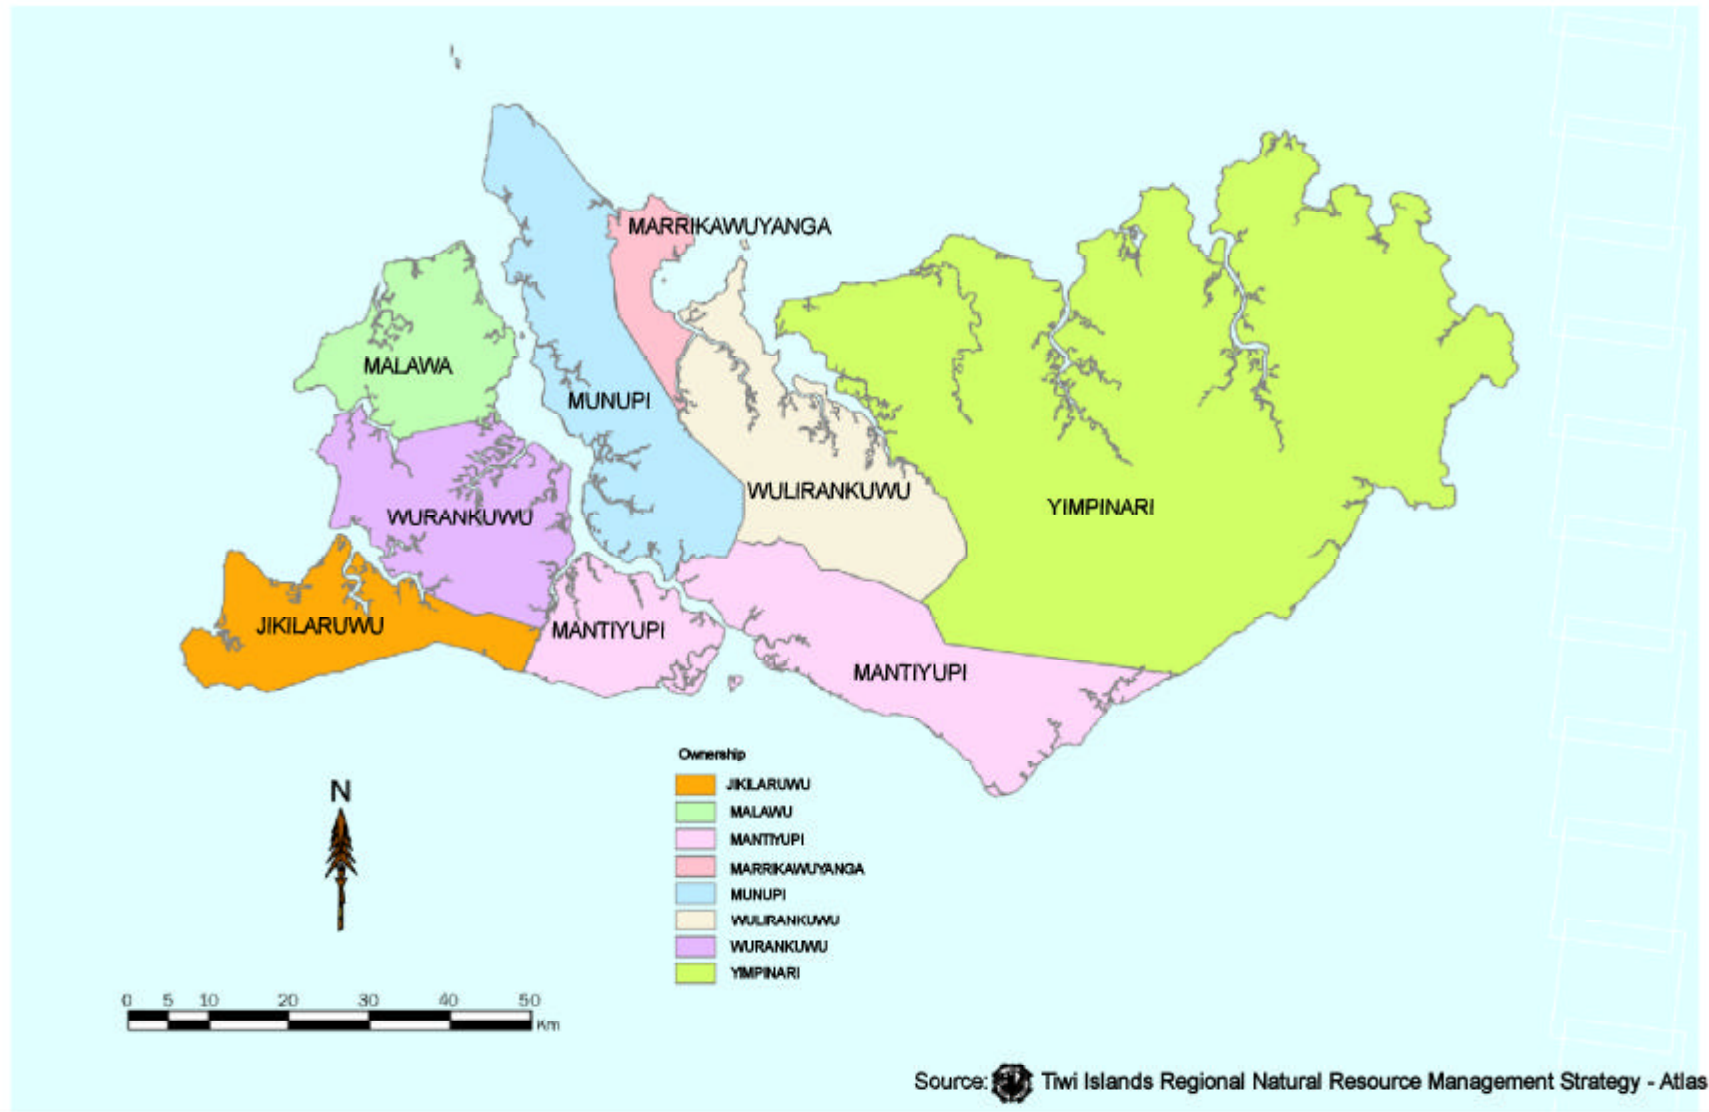 MARRIKAWUYANGA
MALAWA
MUNUPI
WULIRANKUWU
YIMPINARI
WURANKUWU
JIKILARUWU
MANTIYUPI
MANTIYUPI
Ownership
JIKILARUWU
MALAWU
MANTIYUPI
MARRIKAWUYANGA
MUNUPI
WULIRANKUWU
WURANKUWU
YIMPINARI
N
0 5 10 20 30 40 50
Km
Source: Tiwi Islands Regional Natural Resource Management Strategy - Atlas